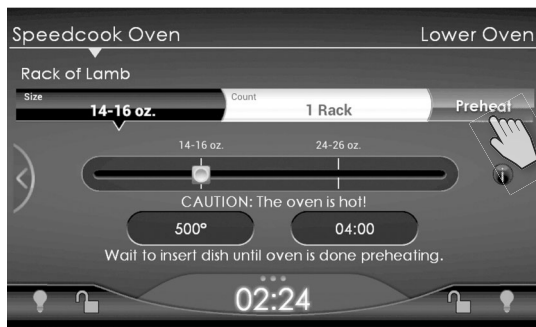 Speedcook Oven Lower Oven
Rack of Lamb
Size 14-16 oz. Count 1 Rack Preheat
14-16 oz. 24-26 oz.
CAUTION: The oven is hot!
500° 04:00
Wait to insert dish until oven is done preheating.
02:24